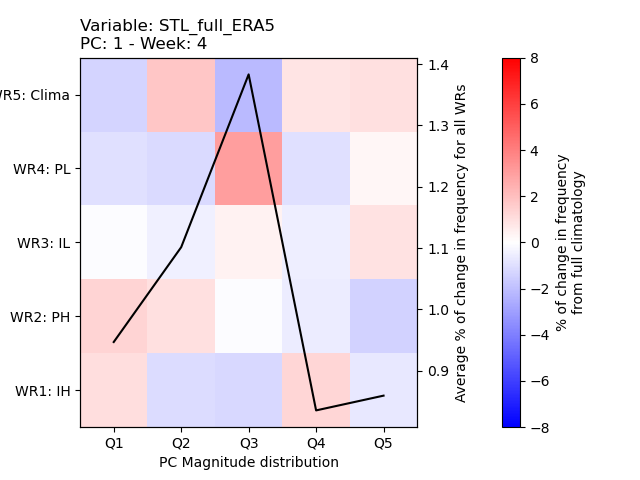 Variable: STL_full_ERA5
PC: 1 - Week: 4
WR5: Clima
WR4: PL
WR3: IL
WR2: PH
WR1: IH
Q1 Q2 Q3 Q4 Q5
PC Magnitude distribution
1.4
1.3
1.2
1.1
1.0
0.9
Average % of change in frequency for all WRs
8
6
4
2
0
−2
−4
−6
−8
% of change in frequency
from full climatology